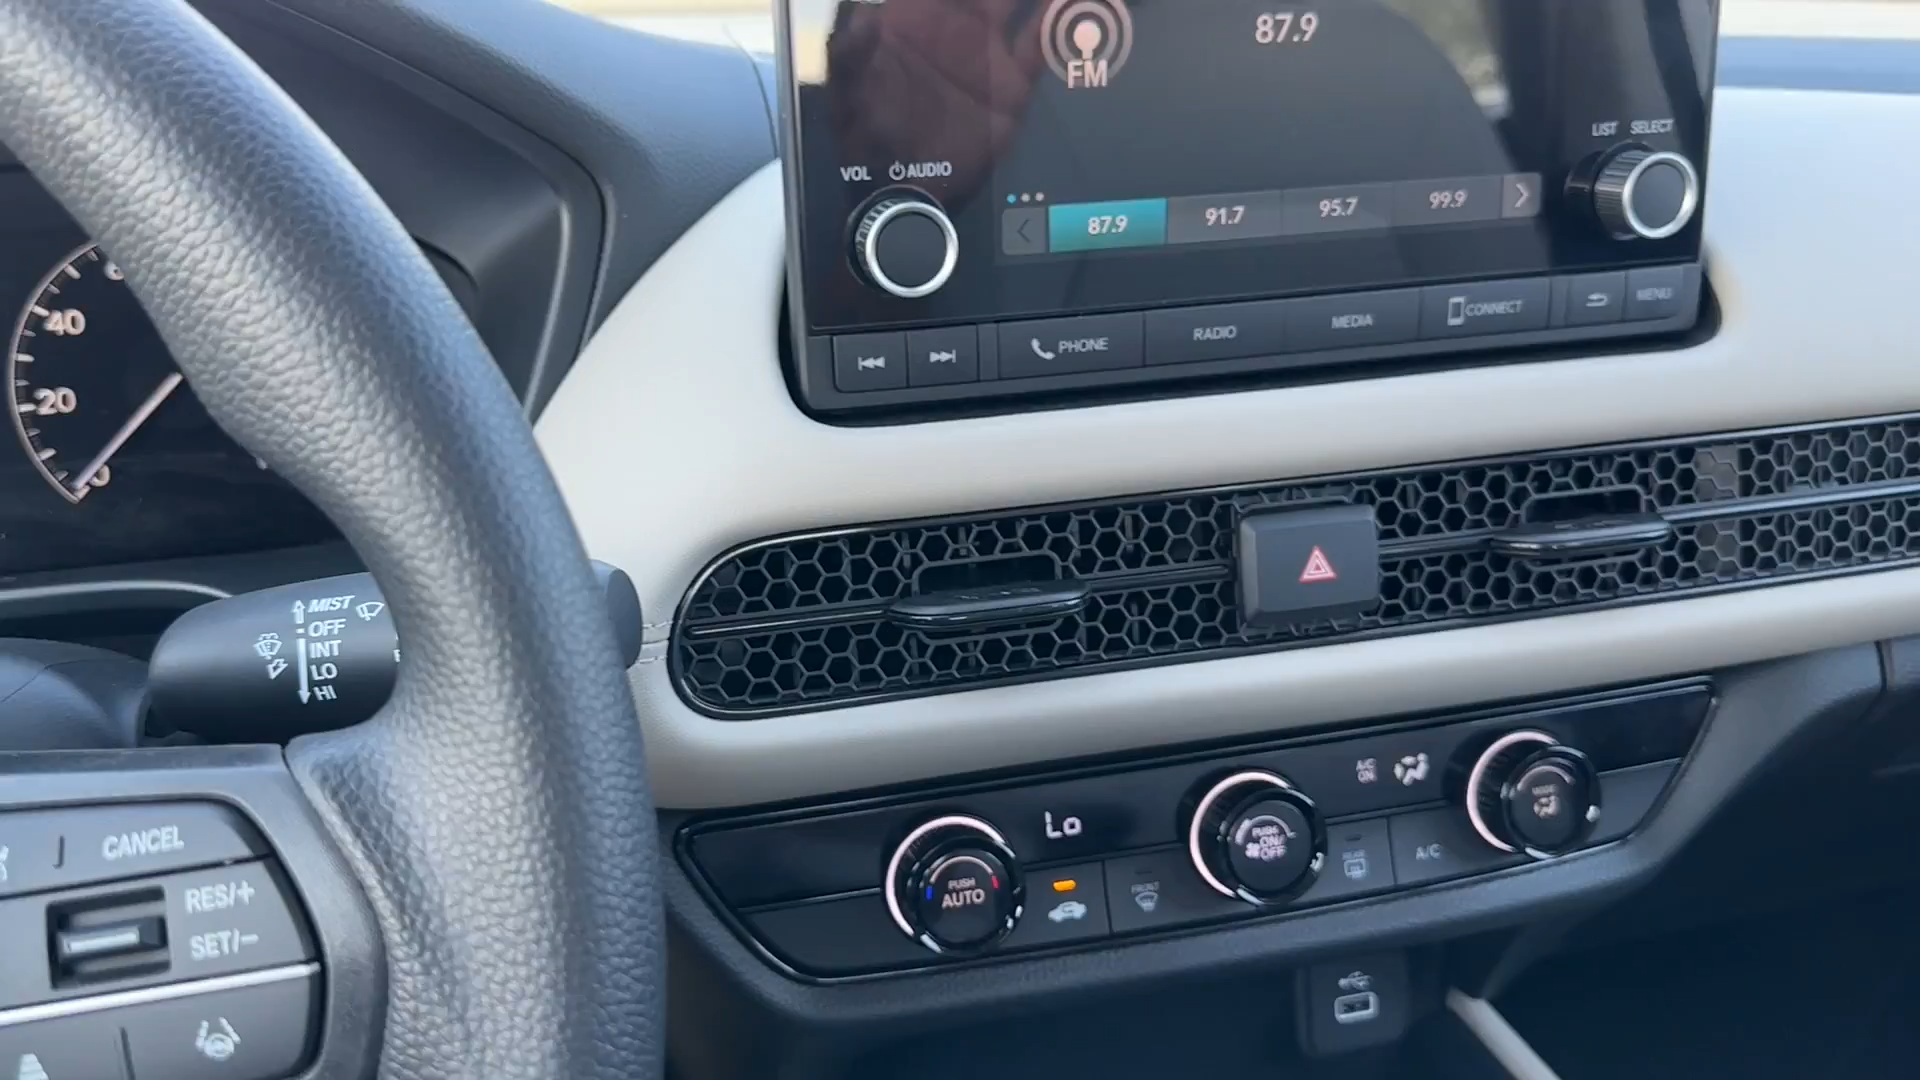 87.9
FM
LIST SELECT
VOL AUDIO
87.9 91.7 95.7 99.9
PHONE RADIO MEDIA CONNECT MENU
40
20
0
MIST
OFF
INT
LO
HI
A/C
ON
Lo
MODE
PUSH
ON/
OFF
PUSH
AUTO
FRONT
REAR
A/C
CANCEL
RES/+
SET/−